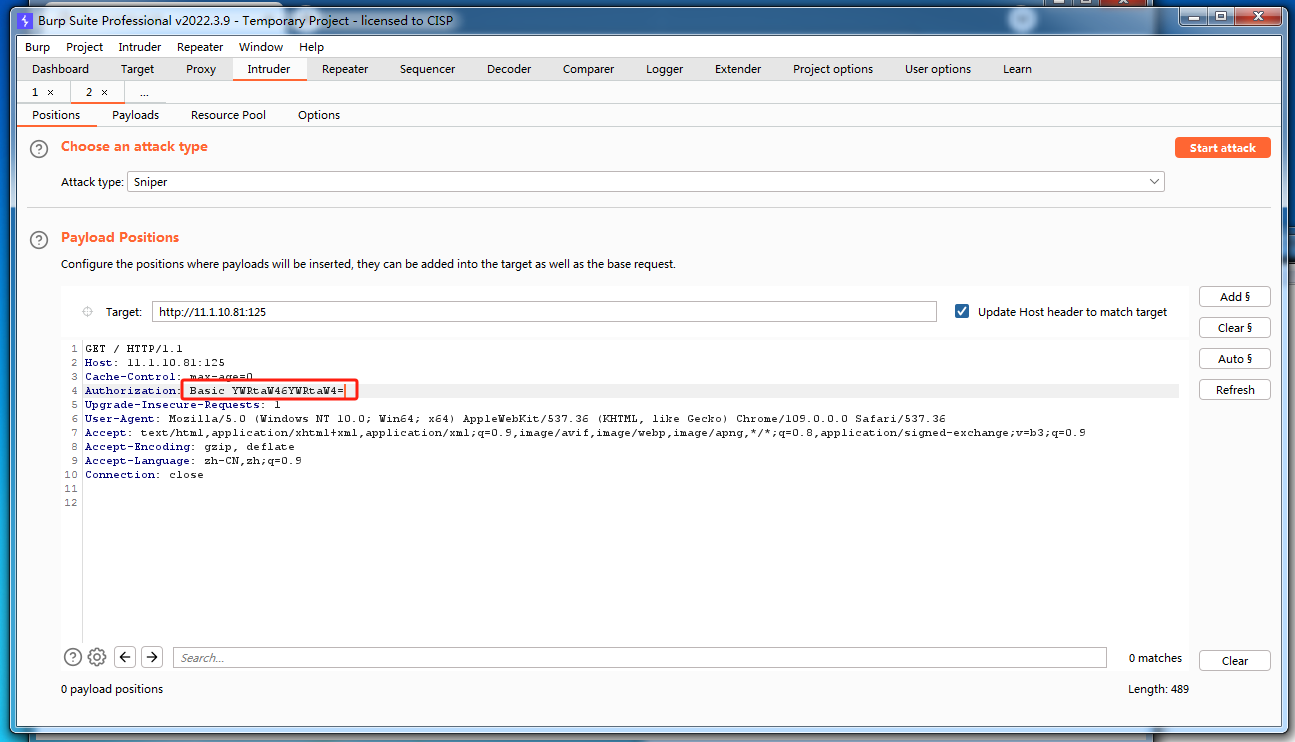 Burp Suite Professional v2022.3.9 - Temporary Project - licensed to CISP
Burp Project Intruder Repeater Window Help
Dashboard Target Proxy Intruder Repeater Sequencer Decoder Comparer Logger Extender Project options User options Learn
1 × 2 × ...
Positions Payloads Resource Pool Options
? Choose an attack type
Start attack
Attack type: Sniper
? Payload Positions
Configure the positions where payloads will be inserted, they can be added into the target as well as the base request.
Target: http://11.1.10.81:125
Update Host header to match target
Add §
Clear §
Auto §
Refresh
1 GET / HTTP/1.1
2 Host: 11.1.10.81:125
3 Cache-Control: max-age=0
4 Authorization: Basic YWRtaW46YWRtaW4=
5 Upgrade-Insecure-Requests: 1
6 User-Agent: Mozilla/5.0 (Windows NT 10.0; Win64; x64) AppleWebKit/537.36 (KHTML, like Gecko) Chrome/109.0.0.0 Safari/537.36
7 Accept: text/html,application/xhtml+xml,application/xml;q=0.9,image/avif,image/webp,image/apng,*/*;q=0.8,application/signed-exchange;v=b3;q=0.9
8 Accept-Encoding: gzip, deflate
9 Accept-Language: zh-CN,zh;q=0.9
10 Connection: close
11
12
? Search... 0 matches Clear
0 payload positions
Length: 489